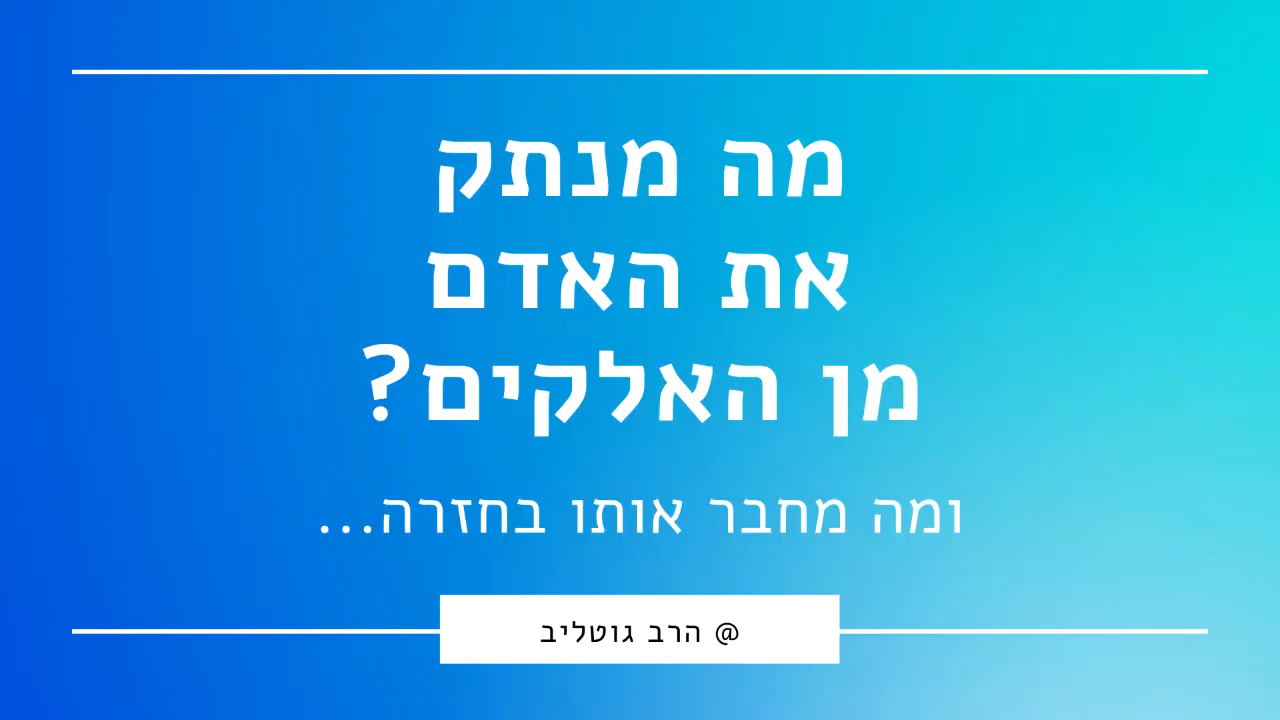 מה מנתק
את האדם
מן האלקים?
ומה מחבר אותו בחזרה...
@ הרב גוטליב